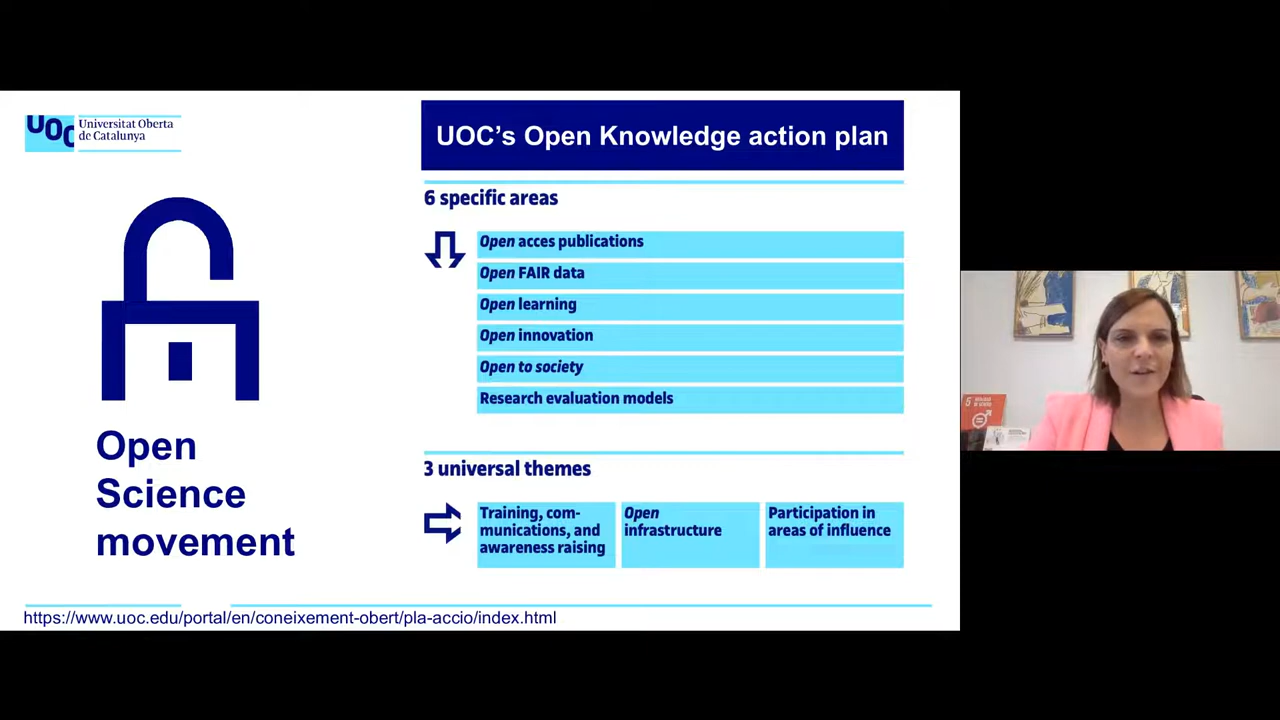 UOC
Universitat Oberta
de Catalunya
UOC's Open Knowledge action plan
6 specific areas
Open acces publications
Open FAIR data
Open learning
Open innovation
Open to society
Research evaluation models
Open
Science
movement
3 universal themes
Training, com-
munications, and
awareness raising
Open
infrastructure
Participation in
areas of influence
https://www.uoc.edu/portal/en/coneixement-obert/pla-accio/index.html
5